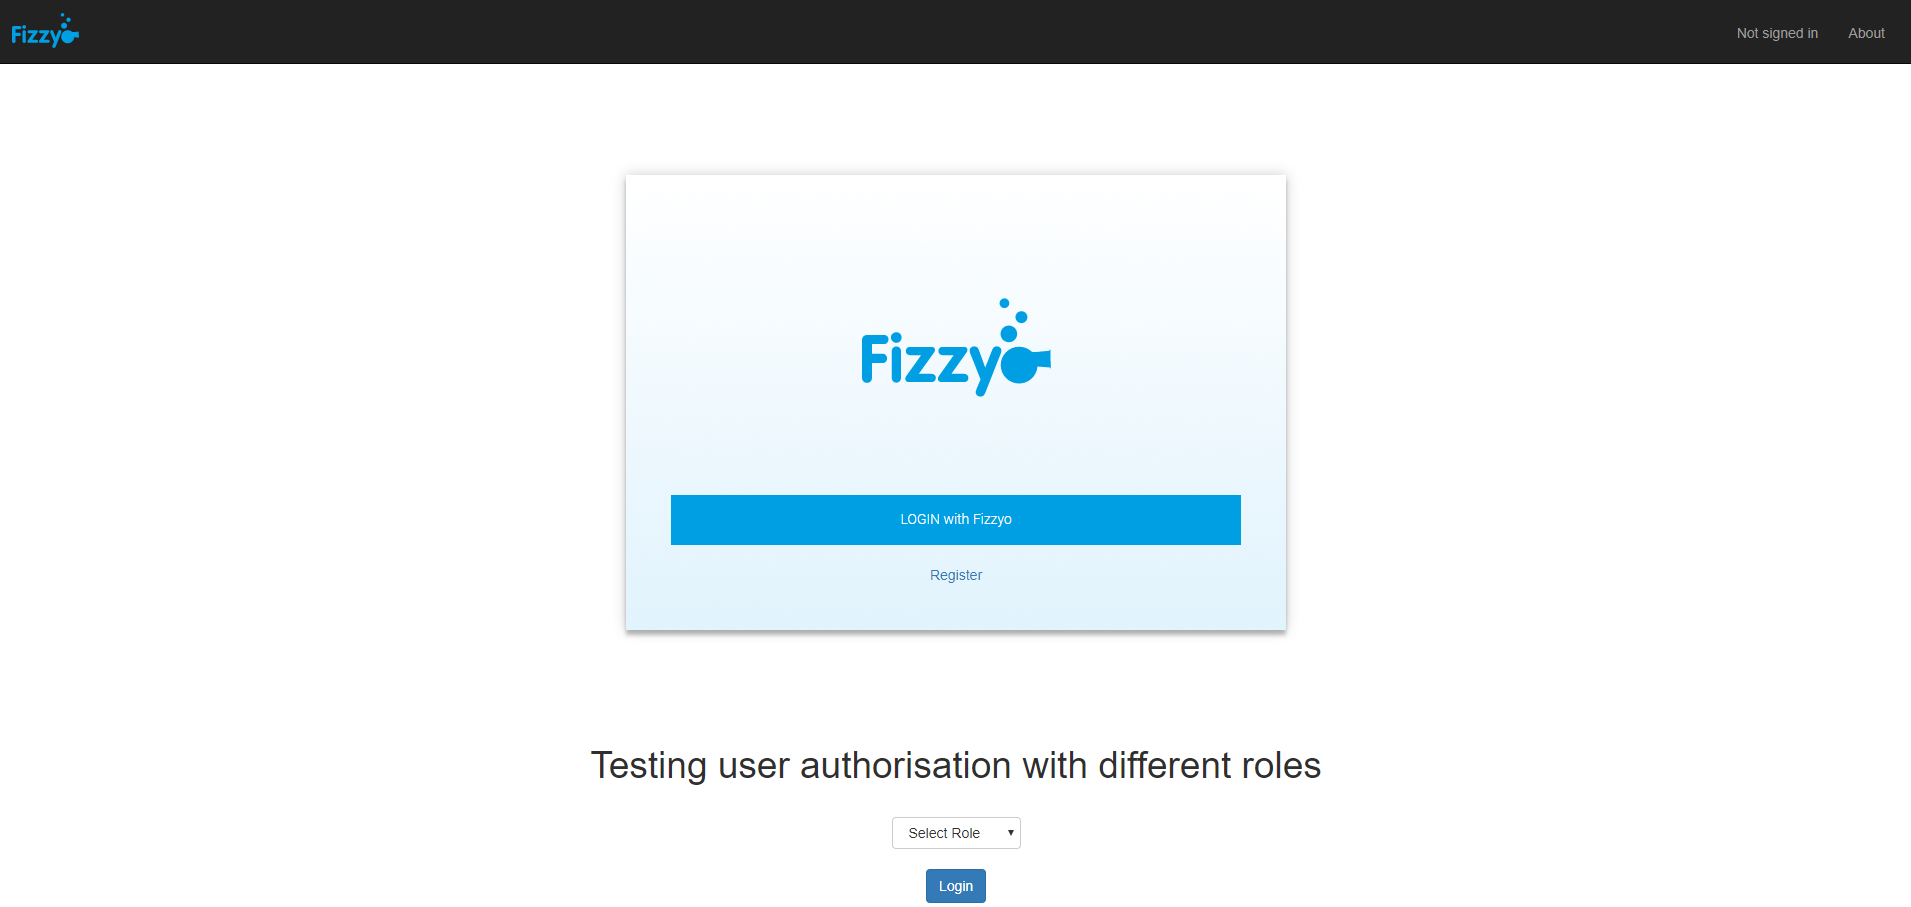 Fizzyo
Not signed in
About
Fizzyo
LOGIN with Fizzyo
Register
Testing user authorisation with different roles
Select Role
Login